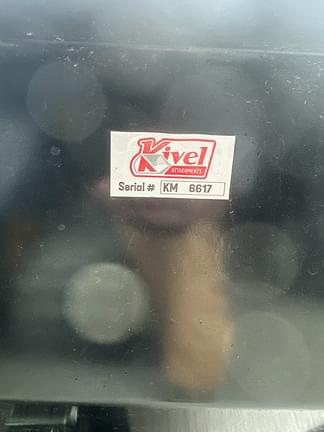 Kivel
ATTACHMENTS
Serial # KM 6617